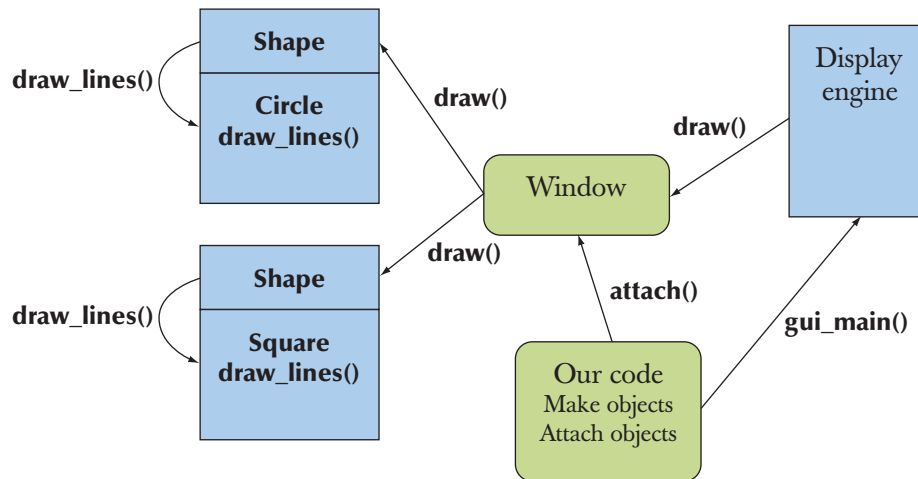 Shape
draw_lines()
Circle
draw_lines()
draw()
Display
engine
draw()
Window
draw()
Shape
draw_lines()
Square
draw_lines()
attach()
gui_main()
Our code
Make objects
Attach objects